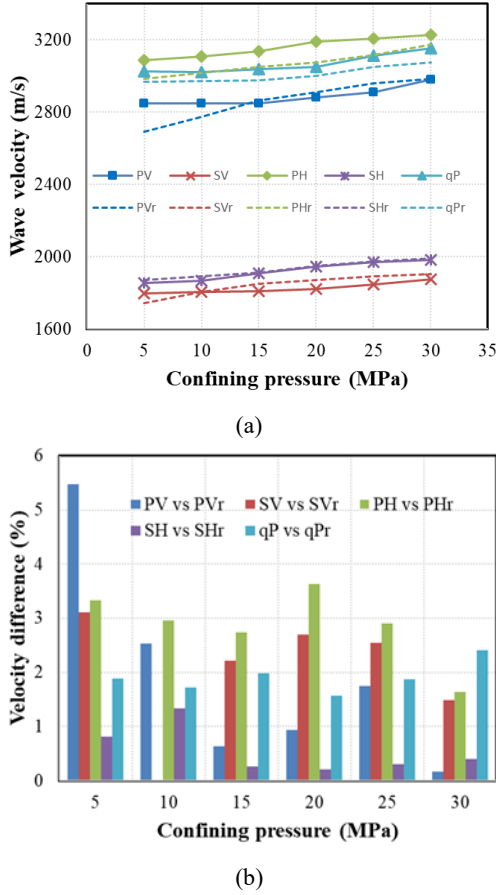 (a)
3200
2800
2400
2000
1600
Wave velocity (m/s)
PV SV PH SH qP
PVr SVr PHr SHr qPr
0 5 10 15 20 25 30 35
Confining pressure (MPa)
(a)
6
5
4
3
2
1
0
Velocity difference (%)
PV vs PVr SV vs SVr PH vs PHr
SH vs SHr qP vs qPr
5 10 15 20 25 30
Confining pressure (MPa)
(b)